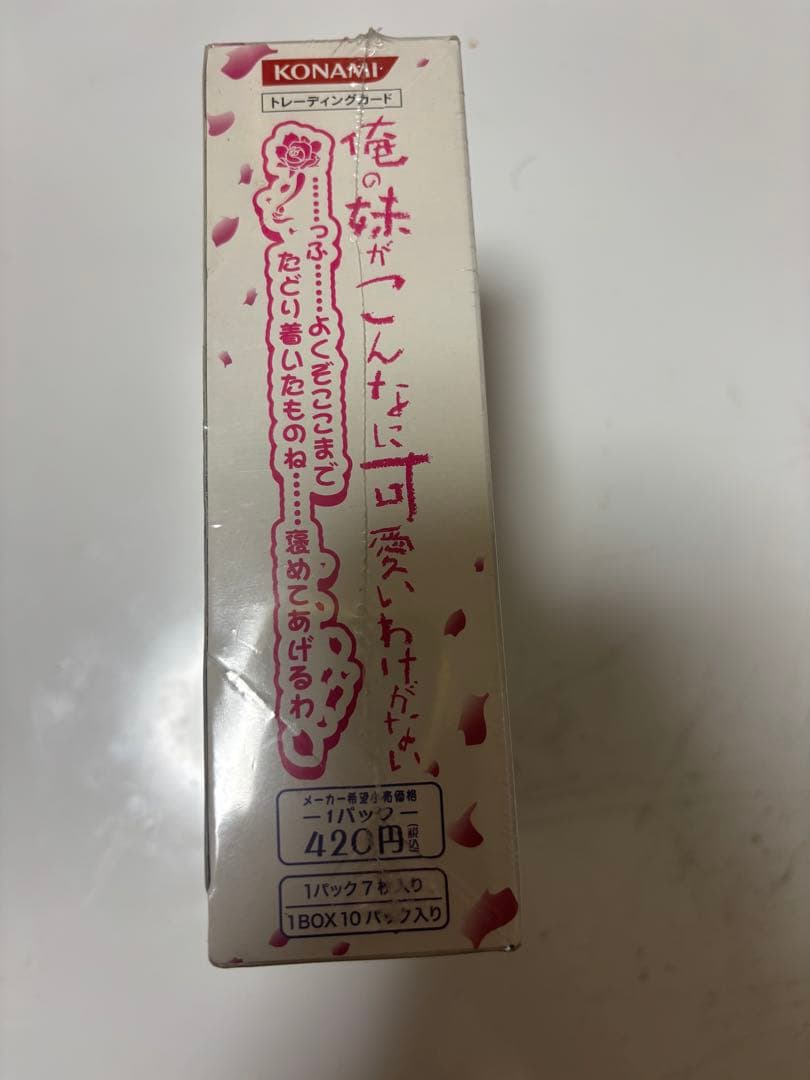 KONAMI
トレーディングカード
俺の妹がこんなに可愛いわけがない
……っふ……よくぞここまで
たどり着いたものね……褒めてあげるわ
メーカー希望小売価格
ー1パックー
420円(税込)
1パック7枚入り
1BOX10パック入り